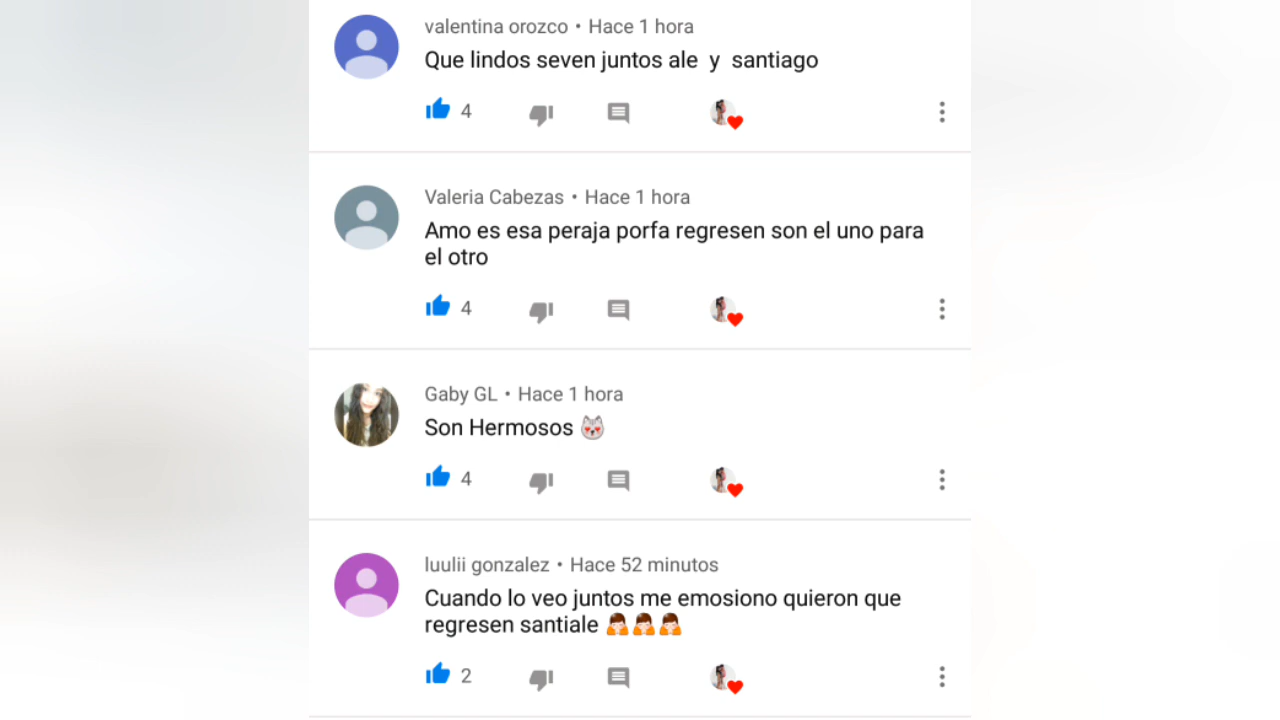 valentina orozco • Hace 1 hora
Que lindos seven juntos ale y santiago
4
Valeria Cabezas • Hace 1 hora
Amo es esa peraja porfa regresen son el uno para
el otro
4
Gaby GL • Hace 1 hora
Son Hermosos 😻
4
luulii gonzalez • Hace 52 minutos
Cuando lo veo juntos me emosiono quieron que
regresen santiale 🙇🙇🙇
2